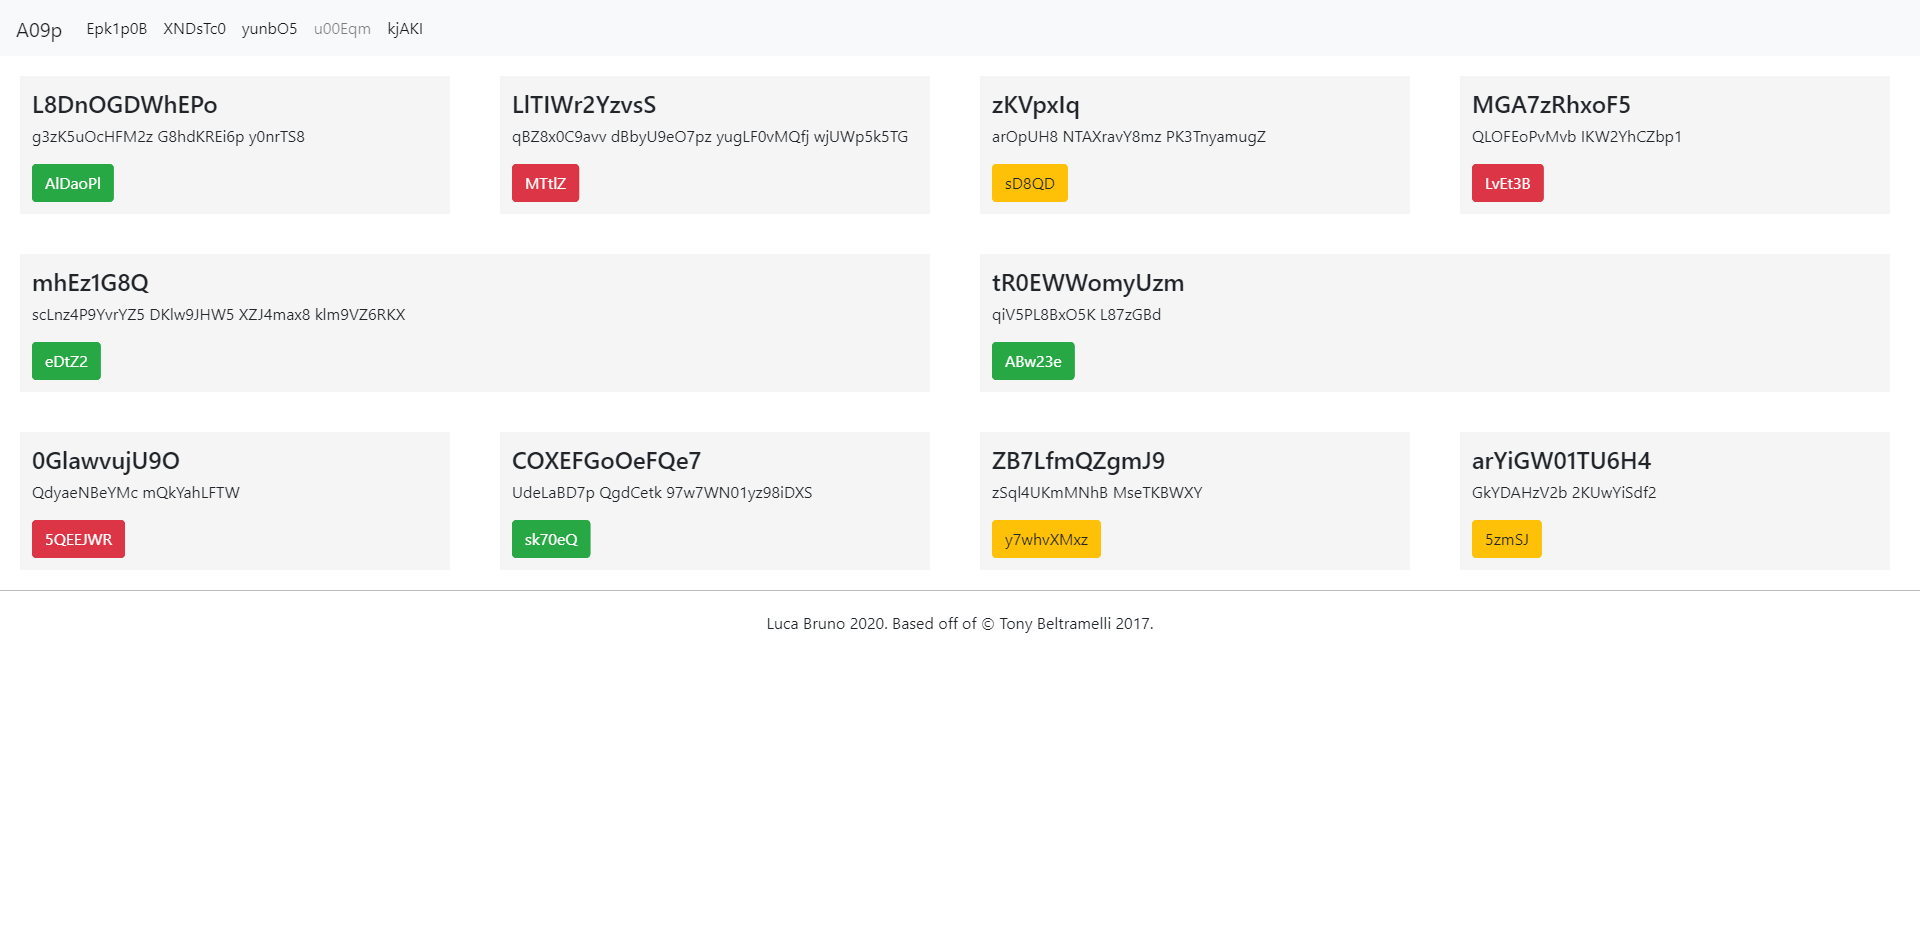 A09p Epk1p0B XNDsTc0 yunbO5 u00Eqm kjAKI
L8DnOGDWhEPo
g3zK5uOcHFM2z G8hdKREi6p y0nrTS8
AlDaoPl
LlTIWr2YzvsS
qBZ8x0C9avv dBbyU9eO7pz yugLF0vMQfj wjUWp5k5TG
MTtlZ
zKVpxIq
arOpUH8 NTAXravY8mz PK3TnyamugZ
sD8QD
MGA7zRhxoF5
QLOFEoPvMvb IKW2YhCZbp1
LvEt3B
mhEz1G8Q
scLnz4P9YvrYZ5 DKlw9JHW5 XZJ4max8 klm9VZ6RKX
eDtZ2
tR0EWWomyUzm
qiV5PL8BxO5K L87zGBd
ABw23e
0GlawvujU9O
QdyaeNBeYMc mQkYahLFTW
5QEEJWR
COXEFGoOeFQe7
UdeLaBD7p QgdCetk 97w7WN01yz98iDXS
sk70eQ
ZB7LfmQZgmJ9
zSql4UKmMNhB MseTKBWXY
y7whvXMxz
arYiGW01TU6H4
GkYDAHzV2b 2KUwYiSdf2
5zmSJ
Luca Bruno 2020. Based off of © Tony Beltramelli 2017.